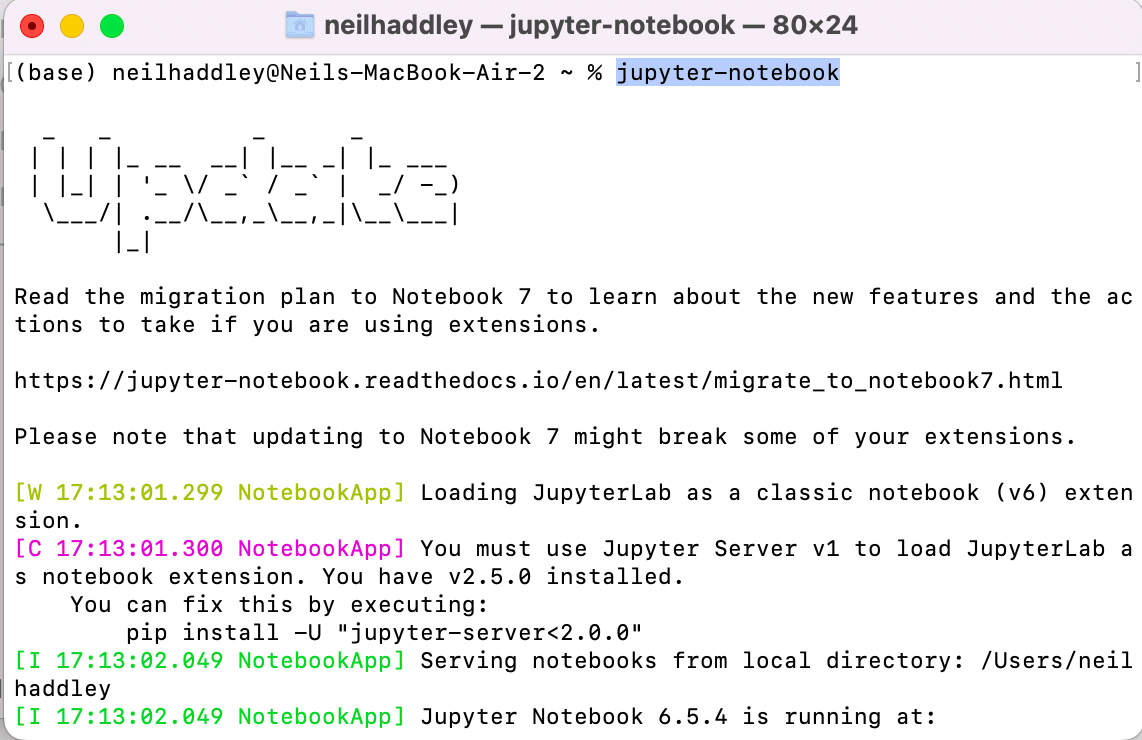 neilhaddley — jupyter-notebook — 80×24
[(base) neilhaddley@Neils-MacBook-Air-2 ~ % jupyter-notebook ]
  _   _          _      _
 | | | |_ __  __| |__ _| |_ ___
 | |_| | '_ \/ _` / _` |  _/ -_)
  \___/| .__/\__,_\__,_|\__\___|
       |_|
Read the migration plan to Notebook 7 to learn about the new features and the ac
tions to take if you are using extensions.
https://jupyter-notebook.readthedocs.io/en/latest/migrate_to_notebook7.html
Please note that updating to Notebook 7 might break some of your extensions.
[W 17:13:01.299 NotebookApp] Loading JupyterLab as a classic notebook (v6) exten
sion.
[C 17:13:01.300 NotebookApp] You must use Jupyter Server v1 to load JupyterLab a
s notebook extension. You have v2.5.0 installed.
    You can fix this by executing:
        pip install -U "jupyter-server<2.0.0"
[I 17:13:02.049 NotebookApp] Serving notebooks from local directory: /Users/neil
haddley
[I 17:13:02.049 NotebookApp] Jupyter Notebook 6.5.4 is running at: